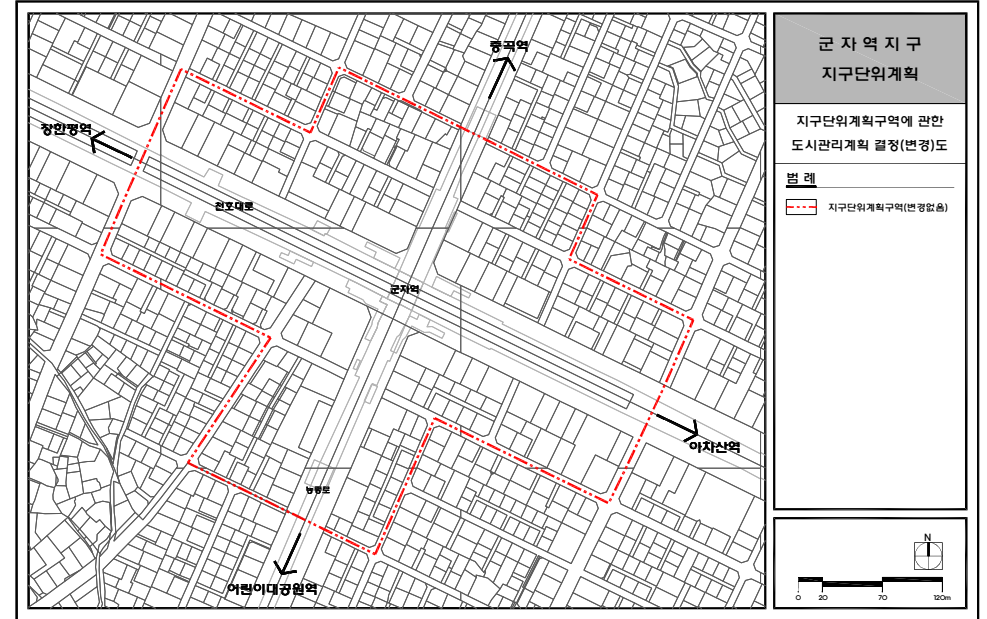 군 자 역 지 구
지구단위계획
지구단위계획구역에 관한
도시관리계획 결정(변경)도
범 례
지구단위계획구역(변경없음)
중곡역
장한평역
천호대로
군자역
아차산역
능동로
어린이대공원역
N
0 20 70 120m